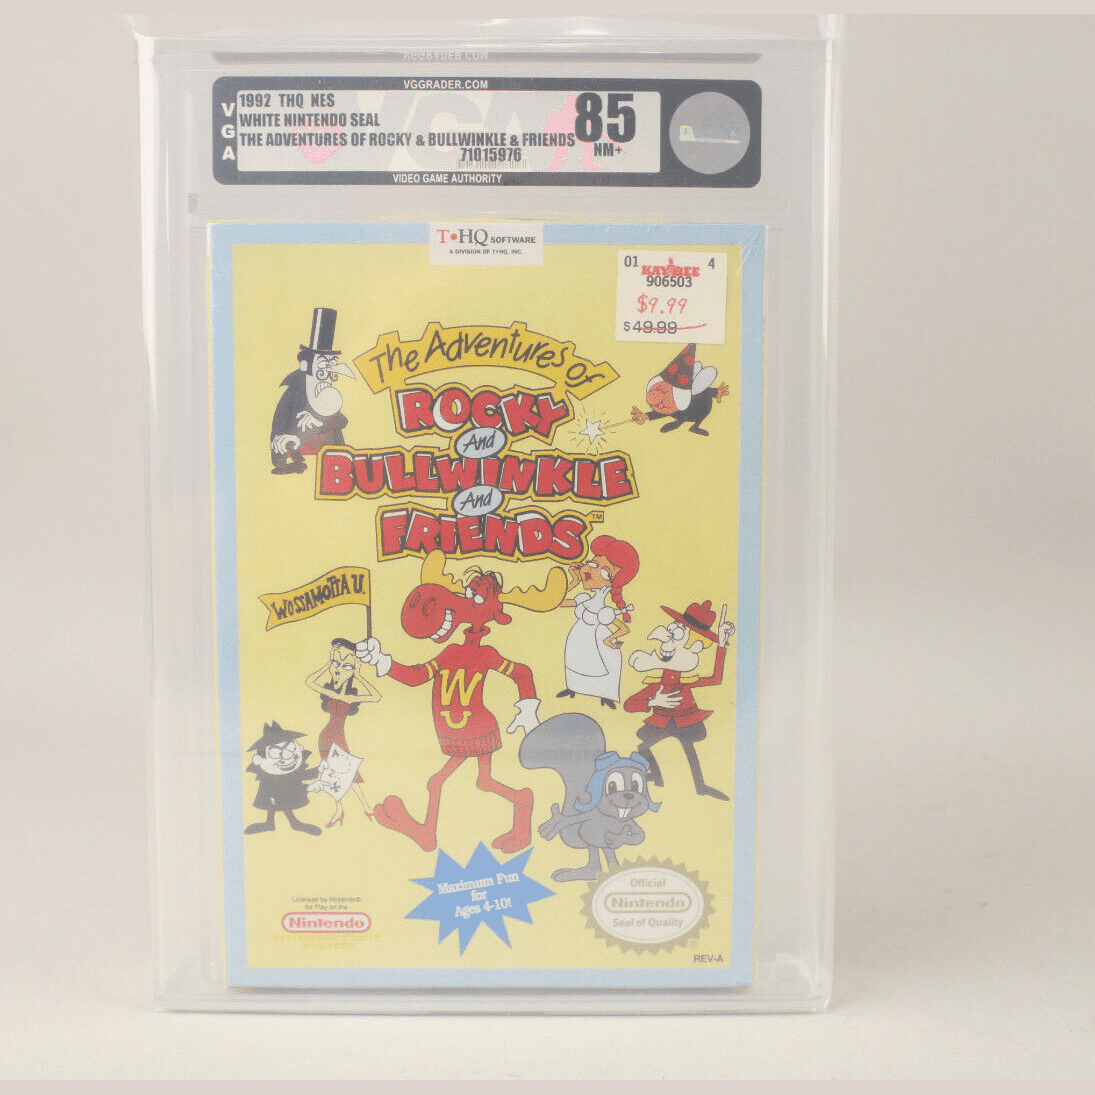 VGGRADER.COM
VGA
1992 THQ NES
WHITE NINTENDO SEAL
THE ADVENTURES OF ROCKY & BULLWINKLE & FRIENDS
71015976
85
NM+
VIDEO GAME AUTHORITY
T•HQ SOFTWARE
A DIVISION OF T•HQ, INC.
01 KAY BEE 4
906503
$9.99
$49.99
The Adventures of
ROCKY
And
BULLWINKLE
And
FRIENDS™
WOSSAMOTTA U.
W
U
A
Z
Maximum Fun
for
Ages 4-10!
Licensed by Nintendo®
for Play on the
Nintendo
Official
Nintendo
Seal of Quality
®
REV-A